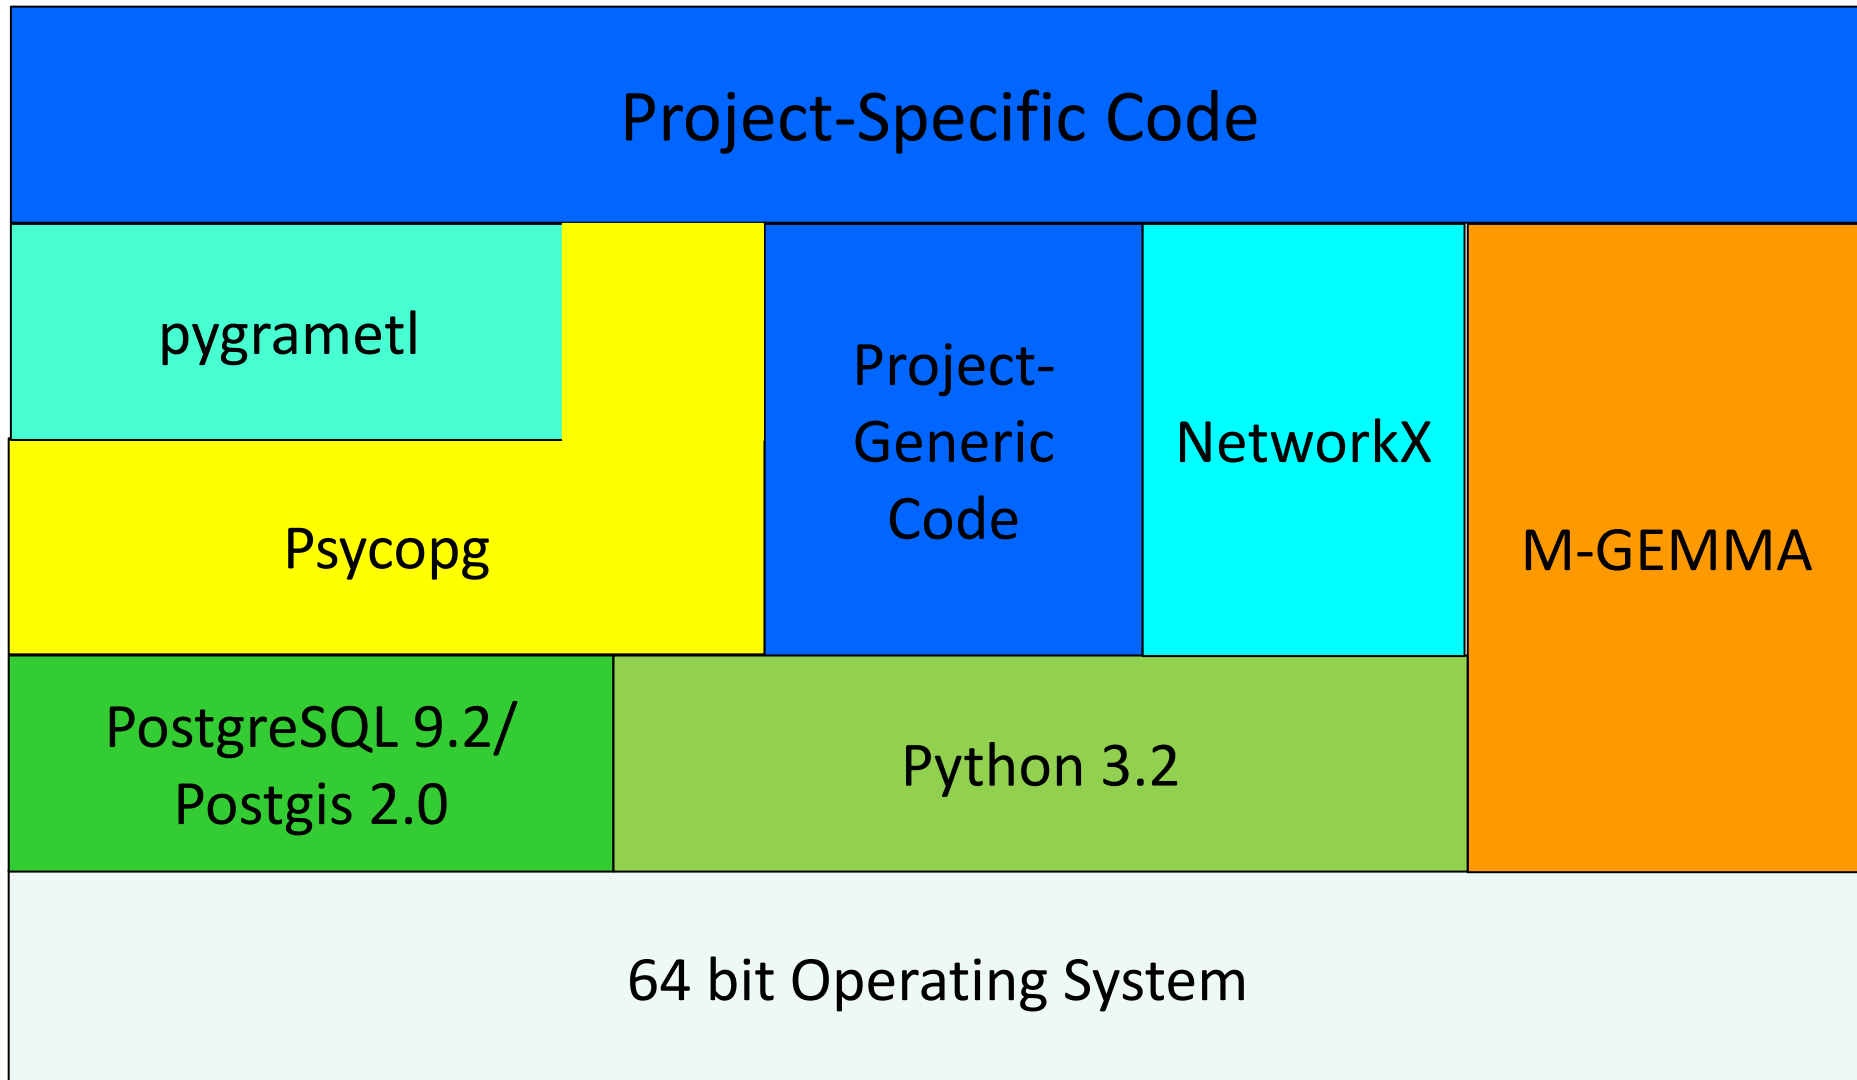 Project-Specific Code
pygrametl
Project-
Generic
Code
NetworkX
Psycopg
M-GEMMA
PostgreSQL 9.2/
Postgis 2.0
Python 3.2
64 bit Operating System